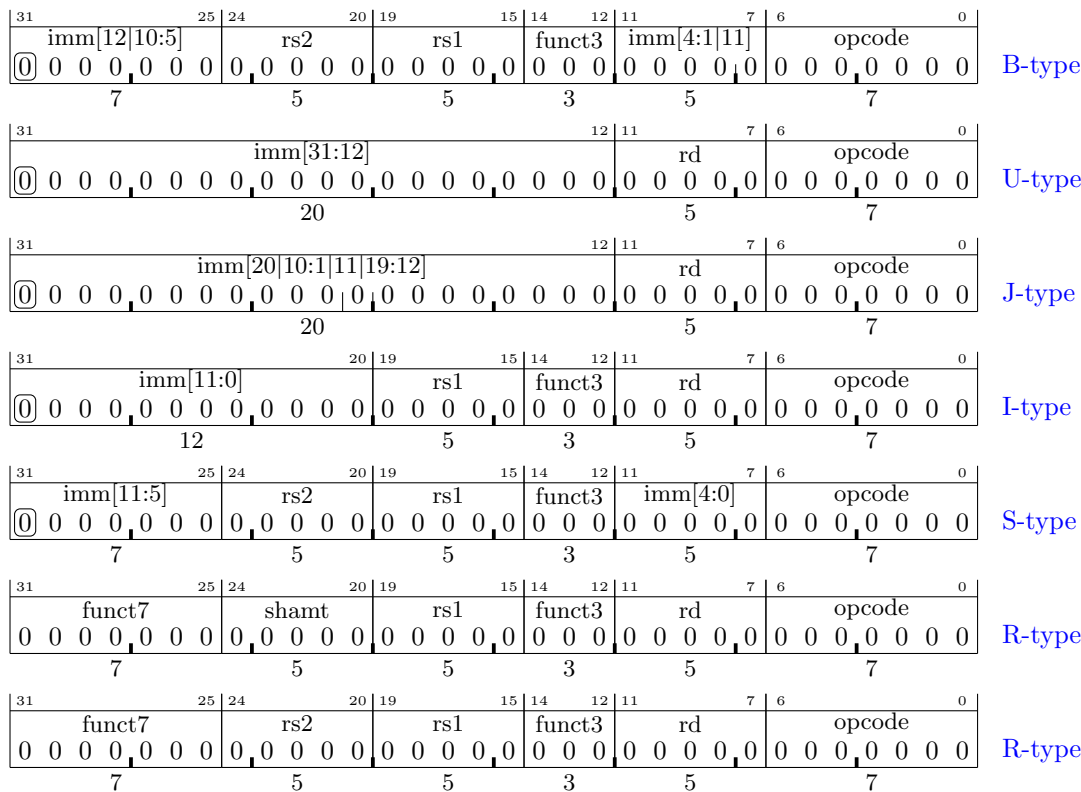 31 25 24 20 19 15 14 12 11 7 6 0
imm[12|10:5] rs2 rs1 funct3 imm[4:1|11] opcode
0 0 0 0 0 0 0 0 0 0 0 0 0 0 0 0 0 0 0 0 0 0 0 0 0 0 0 0 0 0 0 0 B-type
7 5 5 3 5 7
31 12 11 7 6 0
imm[31:12] rd opcode
0 0 0 0 0 0 0 0 0 0 0 0 0 0 0 0 0 0 0 0 0 0 0 0 0 0 0 0 0 0 0 0 U-type
20 5 7
31 12 11 7 6 0
imm[20|10:1|11|19:12] rd opcode
0 0 0 0 0 0 0 0 0 0 0 0 0 0 0 0 0 0 0 0 0 0 0 0 0 0 0 0 0 0 0 0 J-type
20 5 7
31 20 19 15 14 12 11 7 6 0
imm[11:0] rs1 funct3 rd opcode
0 0 0 0 0 0 0 0 0 0 0 0 0 0 0 0 0 0 0 0 0 0 0 0 0 0 0 0 0 0 0 0 I-type
12 5 3 5 7
31 25 24 20 19 15 14 12 11 7 6 0
imm[11:5] rs2 rs1 funct3 imm[4:0] opcode
0 0 0 0 0 0 0 0 0 0 0 0 0 0 0 0 0 0 0 0 0 0 0 0 0 0 0 0 0 0 0 0 S-type
7 5 5 3 5 7
31 25 24 20 19 15 14 12 11 7 6 0
funct7 shamt rs1 funct3 rd opcode
0 0 0 0 0 0 0 0 0 0 0 0 0 0 0 0 0 0 0 0 0 0 0 0 0 0 0 0 0 0 0 0 R-type
7 5 5 3 5 7
31 25 24 20 19 15 14 12 11 7 6 0
funct7 rs2 rs1 funct3 rd opcode
0 0 0 0 0 0 0 0 0 0 0 0 0 0 0 0 0 0 0 0 0 0 0 0 0 0 0 0 0 0 0 0 R-type
7 5 5 3 5 7